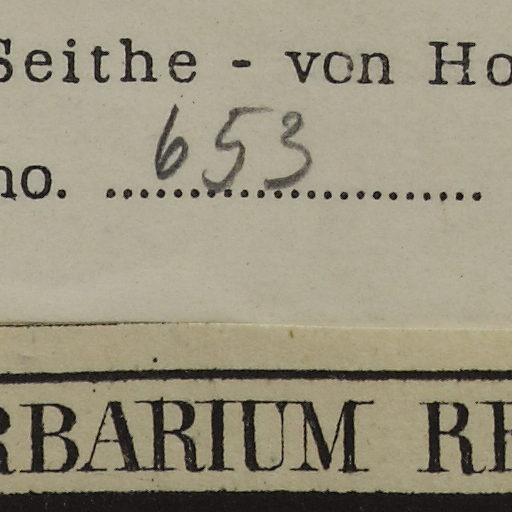 Seithe - von Ho
no. 653
RBARIUM RE